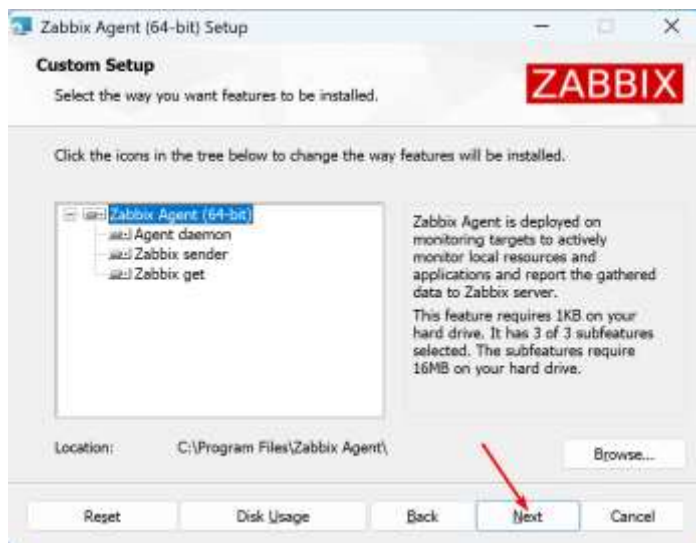 Zabbix Agent (64-bit) Setup
Custom Setup
Select the way you want features to be installed.
ZABBIX
Click the icons in the tree below to change the way features will be installed.
Zabbix Agent (64-bit)
Agent daemon
Zabbix sender
Zabbix get
Zabbix Agent is deployed on
monitoring targets to actively
monitor local resources and
applications and report the gathered
data to Zabbix server.
This feature requires 1KB on your
hard drive. It has 3 of 3 subfeatures
selected. The subfeatures require
16MB on your hard drive.
Location: C:\Program Files\Zabbix Agent\
Browse...
Reset Disk Usage Back Next Cancel